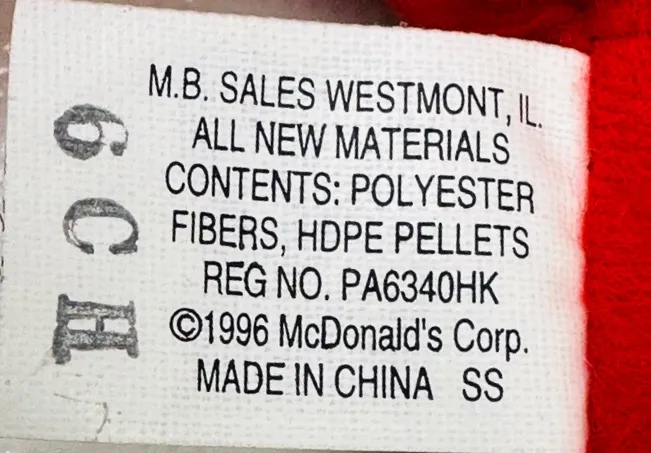 M.B. SALES WESTMONT, IL.
ALL NEW MATERIALS
CONTENTS: POLYESTER
FIBERS, HDPE PELLETS
REG NO. PA6340HK
©1996 McDonald's Corp.
MADE IN CHINA SS
6CH